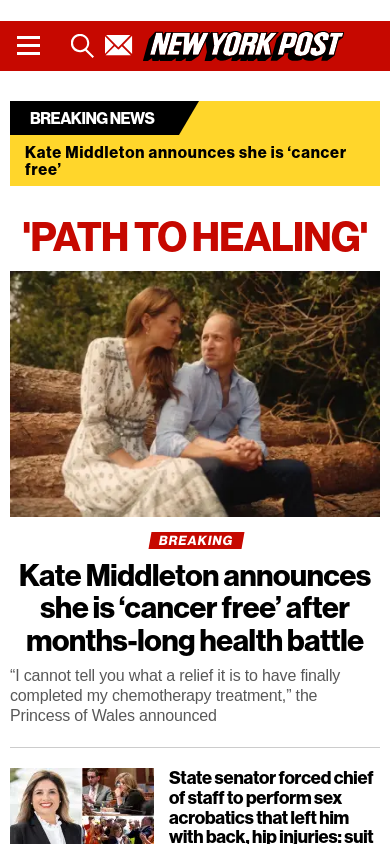 NEW YORK POST
BREAKING NEWS
Kate Middleton announces she is ‘cancer
free’
'PATH TO HEALING'
BREAKING
Kate Middleton announces
she is ‘cancer free’ after
months-long health battle
“I cannot tell you what a relief it is to have finally
completed my chemotherapy treatment,” the
Princess of Wales announced
State senator forced chief
of staff to perform sex
acrobatics that left him
with back, hip injuries: suit